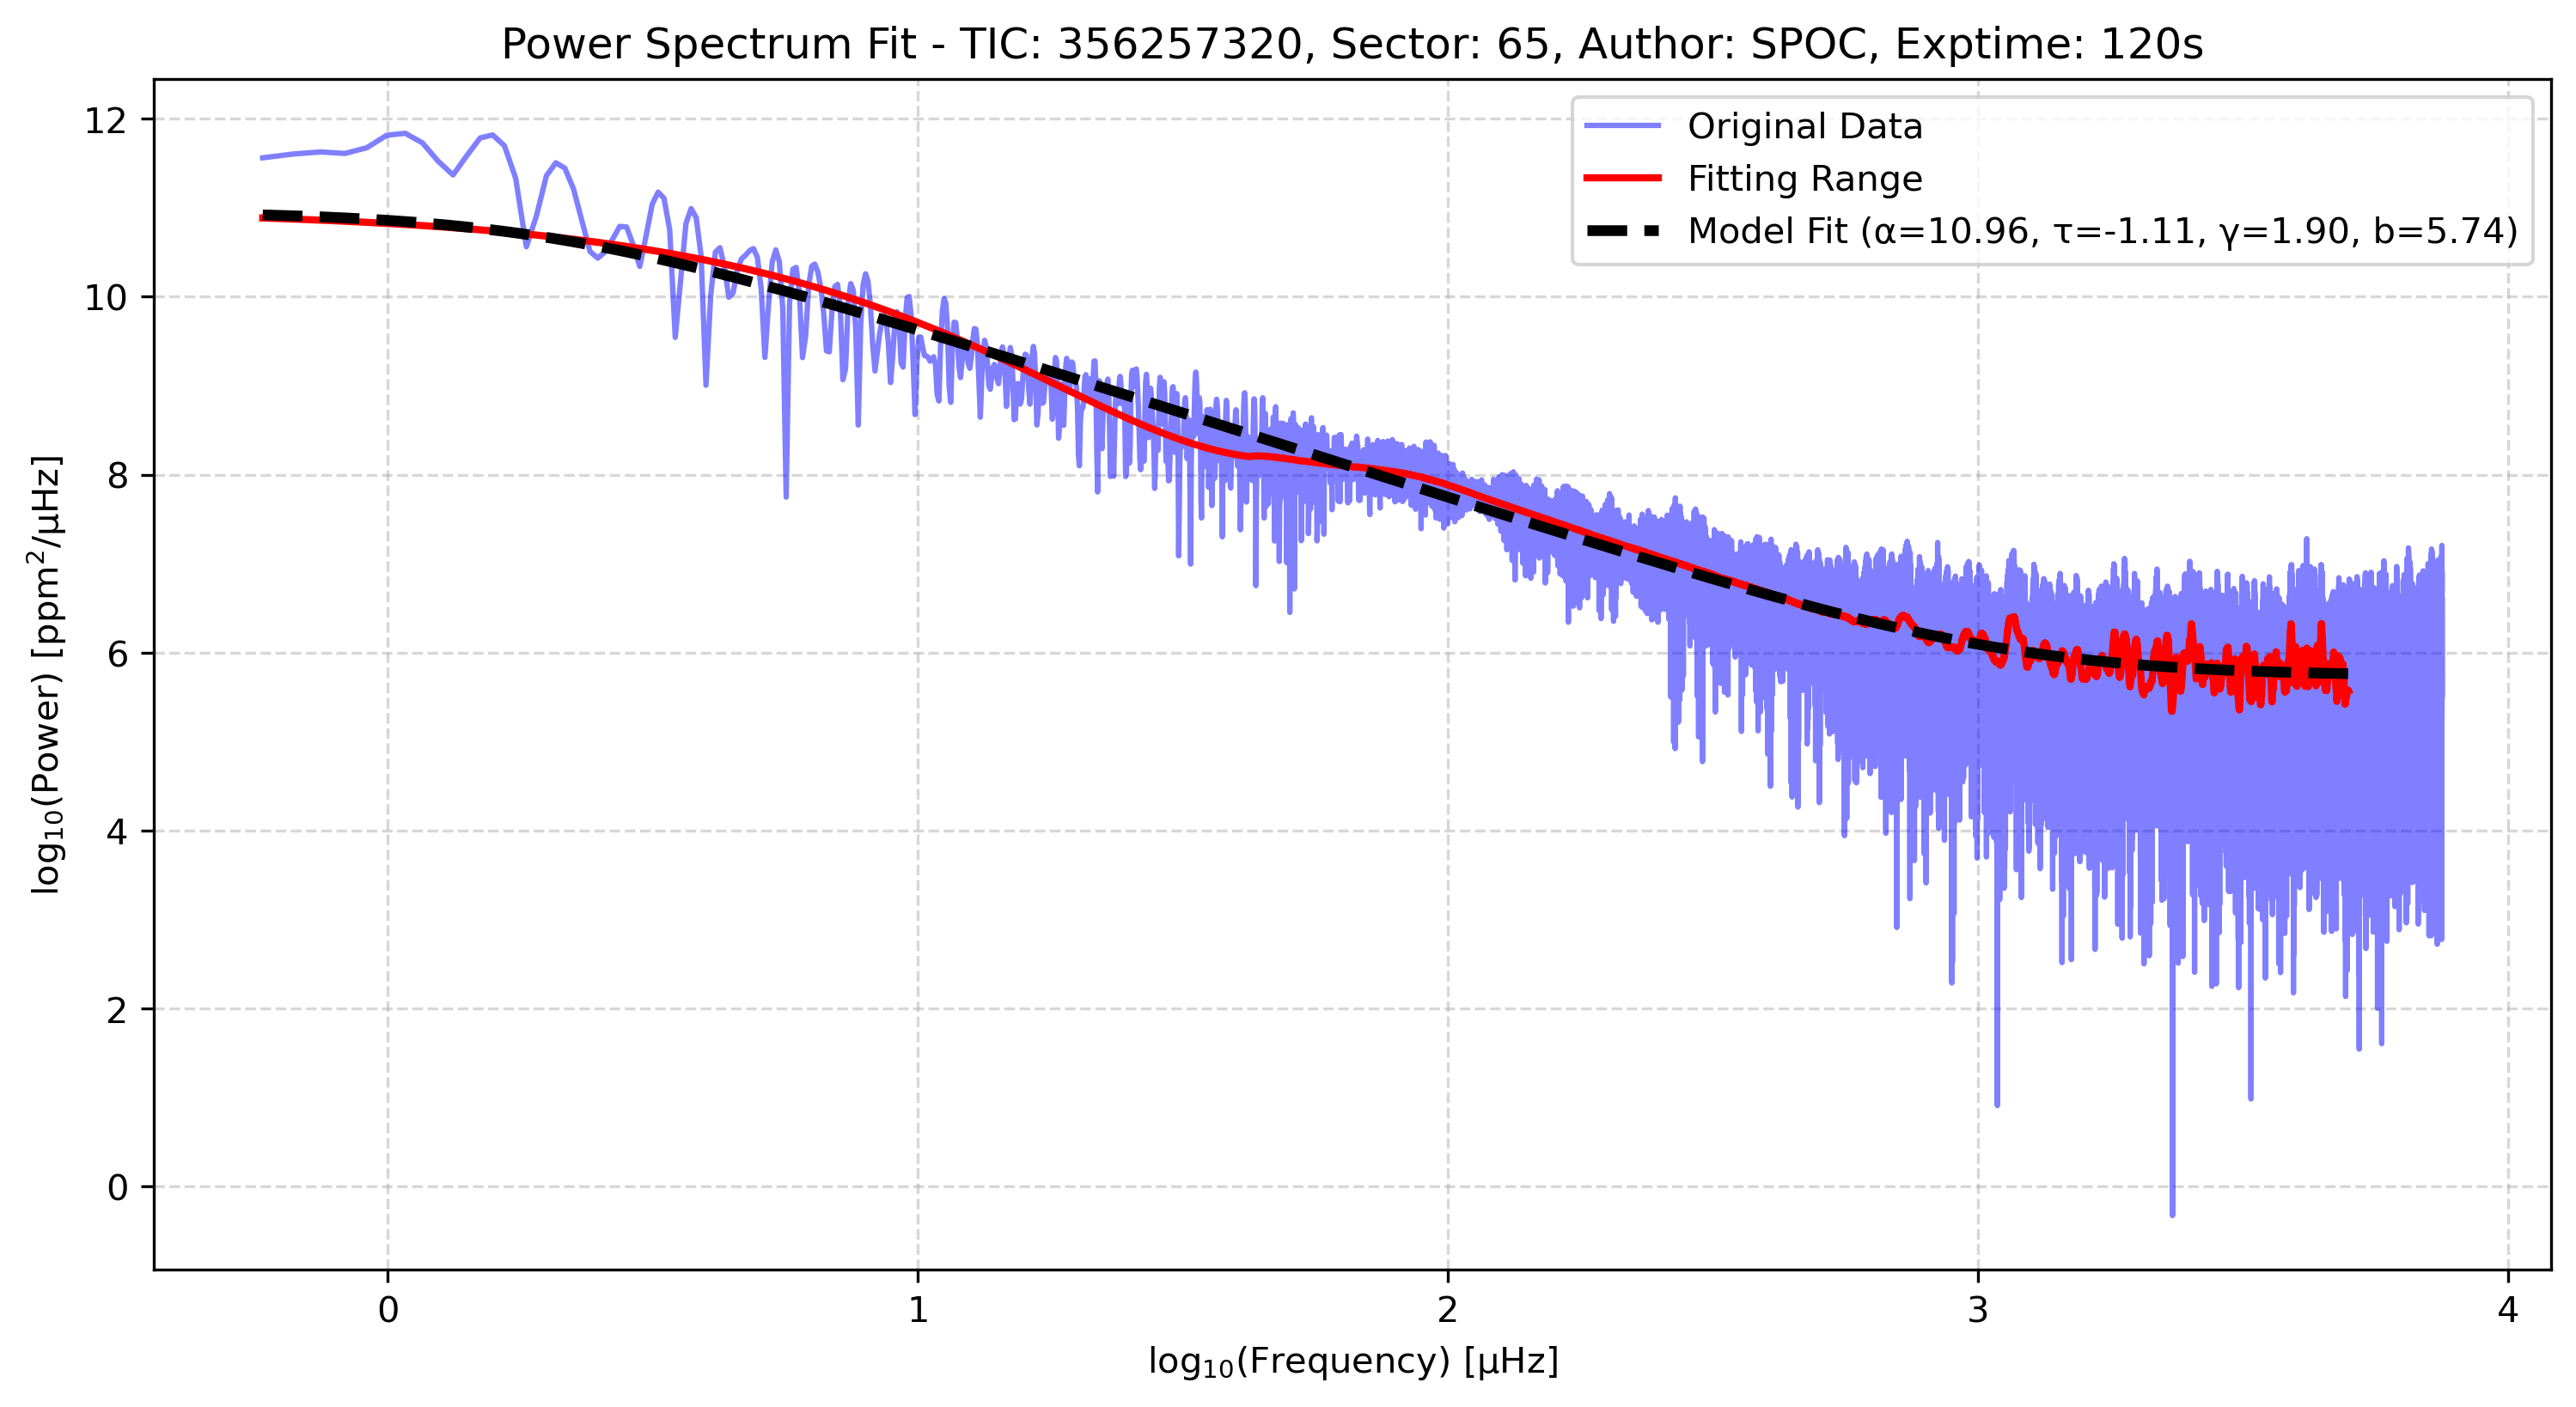 Power Spectrum Fit - TIC: 356257320, Sector: 65, Author: SPOC, Exptime: 120s
Original Data
Fitting Range
Model Fit (α=10.96, τ=-1.11, γ=1.90, b=5.74)
log₁₀(Power) [ppm²/μHz]
12
10
8
6
4
2
0
0 1 2 3 4
log₁₀(Frequency) [μHz]